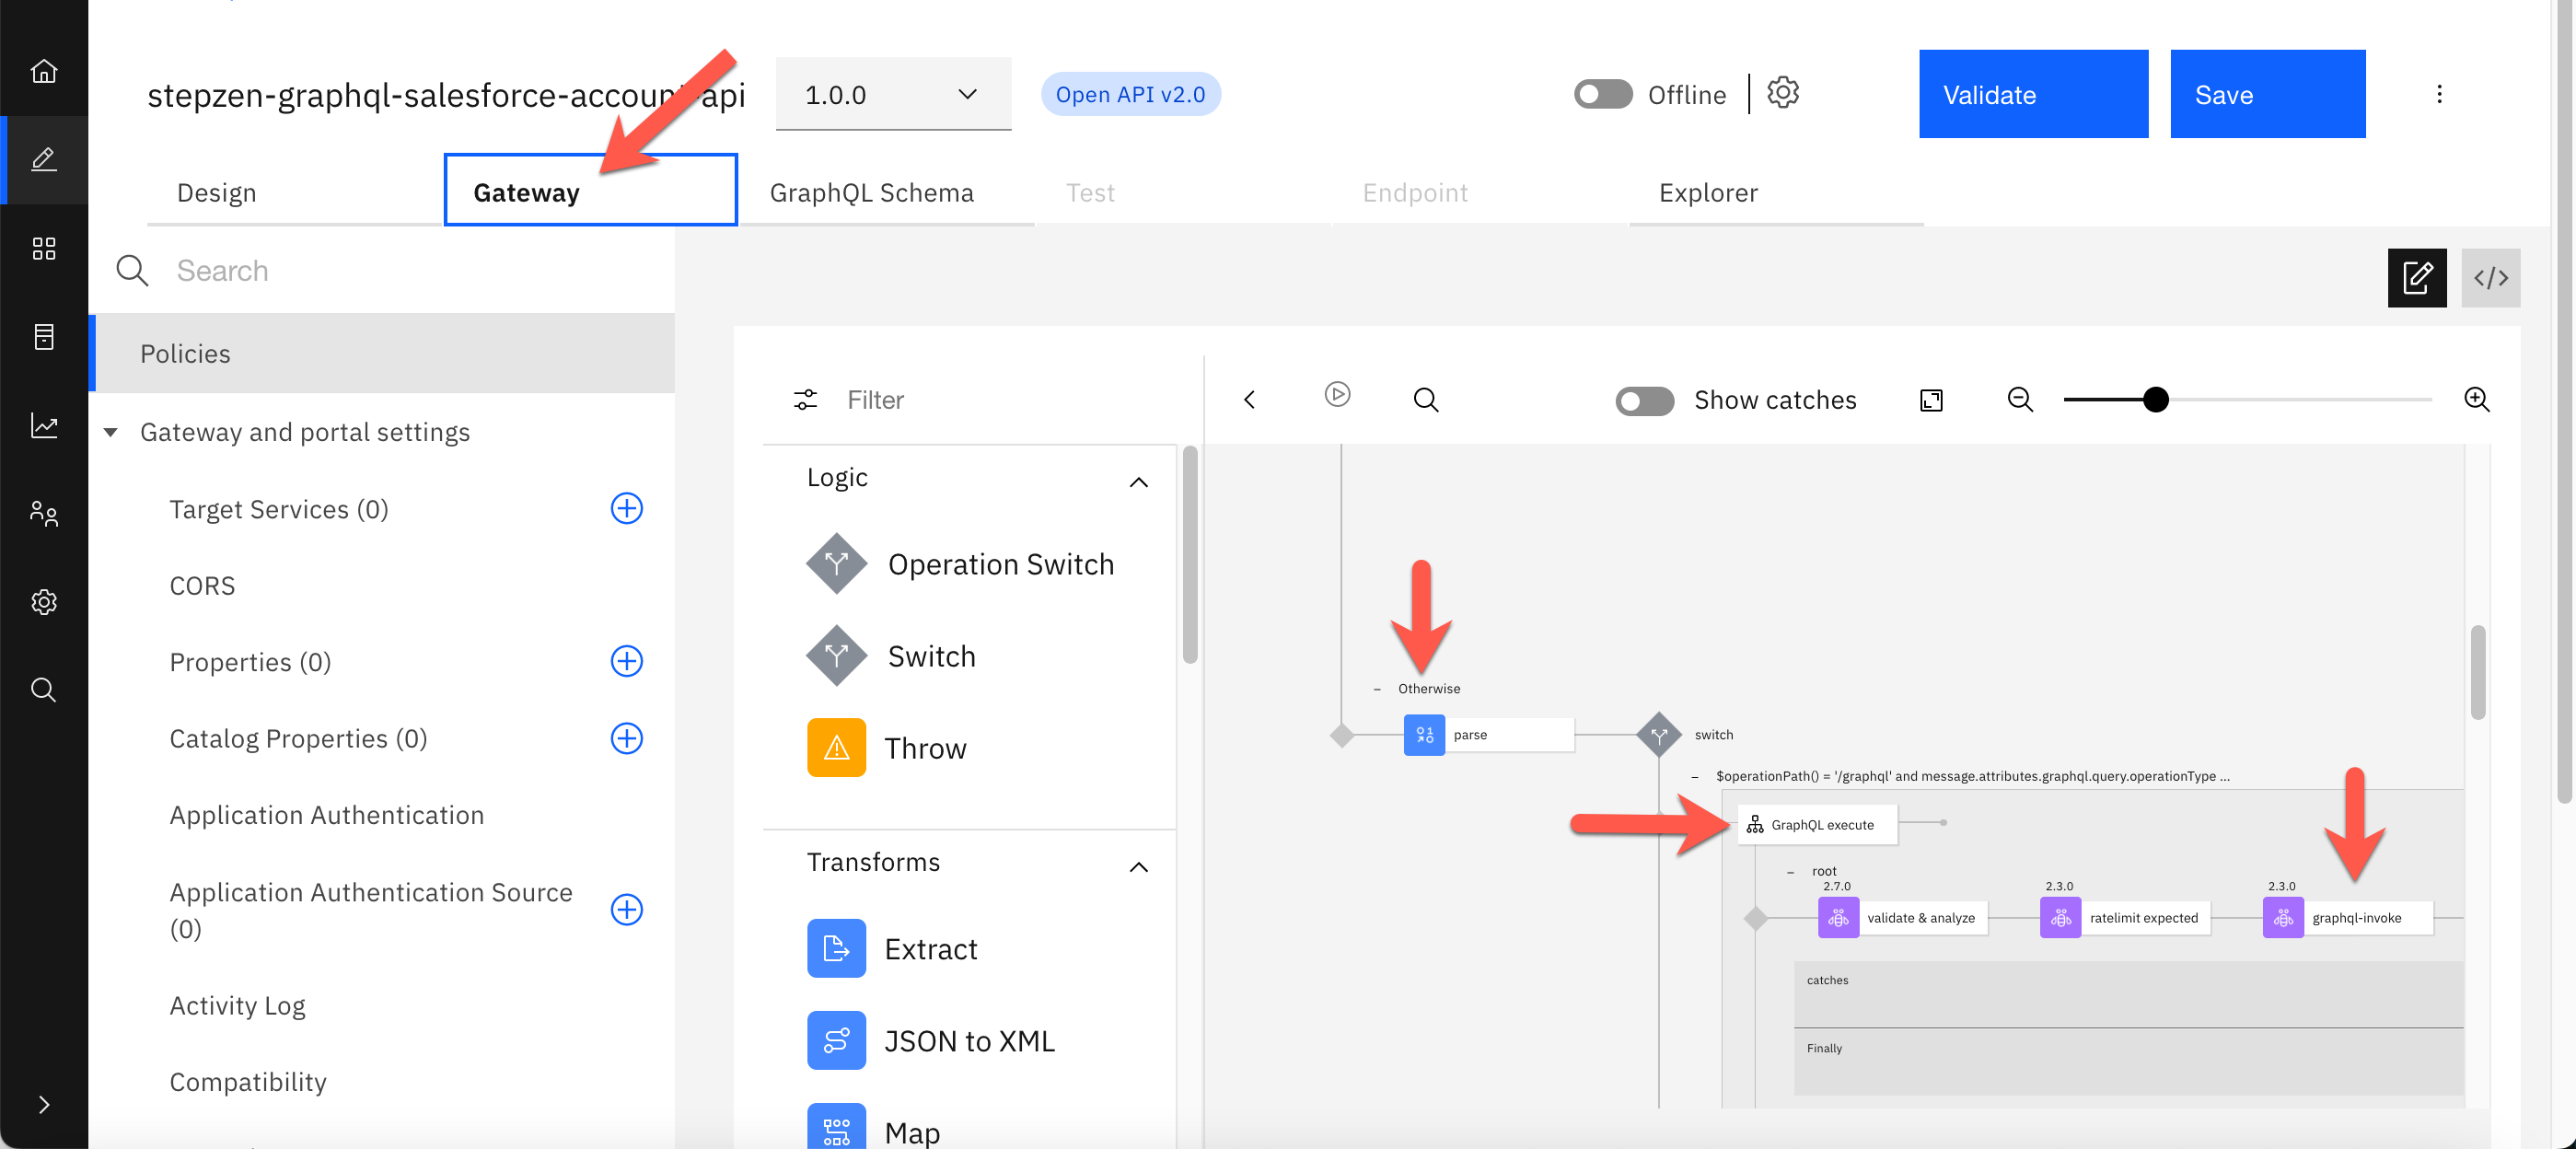 stepzen-graphql-salesforce-account-api
1.0.0
Open API v2.0
Offline
Validate
Save
Design
Gateway
GraphQL Schema
Test
Endpoint
Explorer
Search
Policies
Gateway and portal settings
Target Services (0)
CORS
Properties (0)
Catalog Properties (0)
Application Authentication
Application Authentication Source
(0)
Activity Log
Compatibility
Filter
Logic
Operation Switch
Switch
Throw
Transforms
Extract
JSON to XML
Map
Show catches
Otherwise
parse
switch
$operationPath() = '/graphql' and message.attributes.graphql.query.operationType ...
GraphQL execute
root
2.7.0
2.3.0
2.3.0
validate & analyze
ratelimit expected
graphql-invoke
catches
Finally